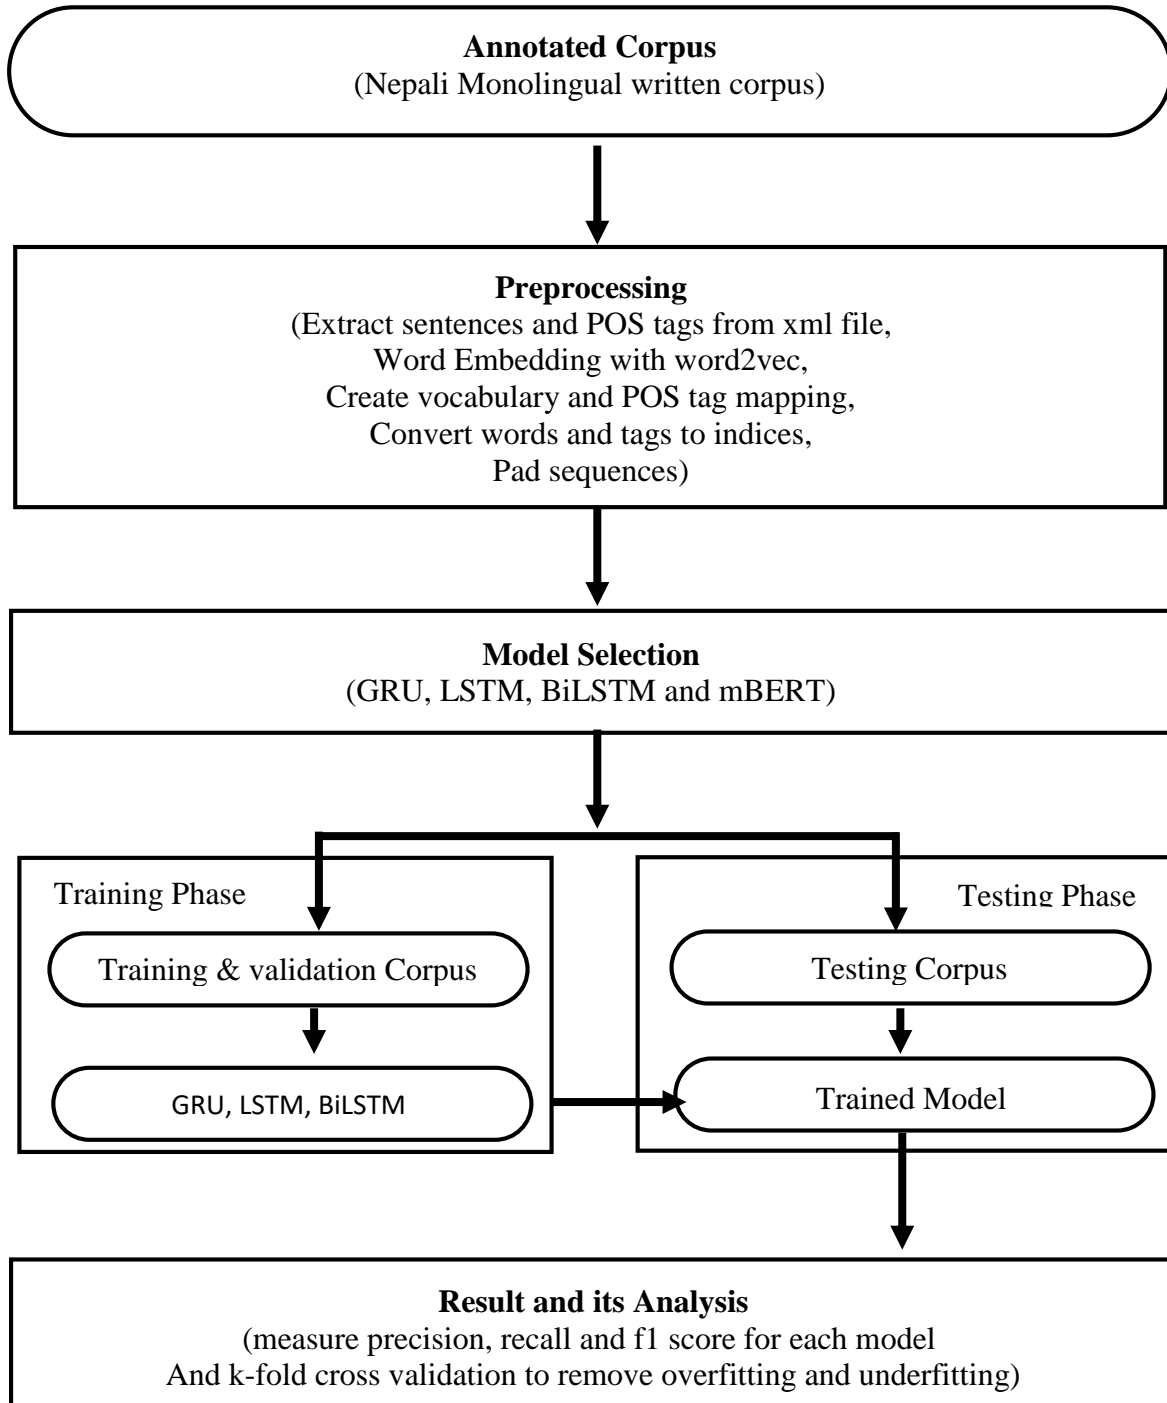 Annotated Corpus
(Nepali Monolingual written corpus)
Preprocessing
(Extract sentences and POS tags from xml file,
Word Embedding with word2vec,
Create vocabulary and POS tag mapping,
Convert words and tags to indices,
Pad sequences)
Model Selection
(GRU, LSTM, BiLSTM and mBERT)
Training Phase
Training & validation Corpus
GRU, LSTM, BiLSTM
Testing Phase
Testing Corpus
Trained Model
Result and its Analysis
(measure precision, recall and f1 score for each model
And k-fold cross validation to remove overfitting and underfitting)